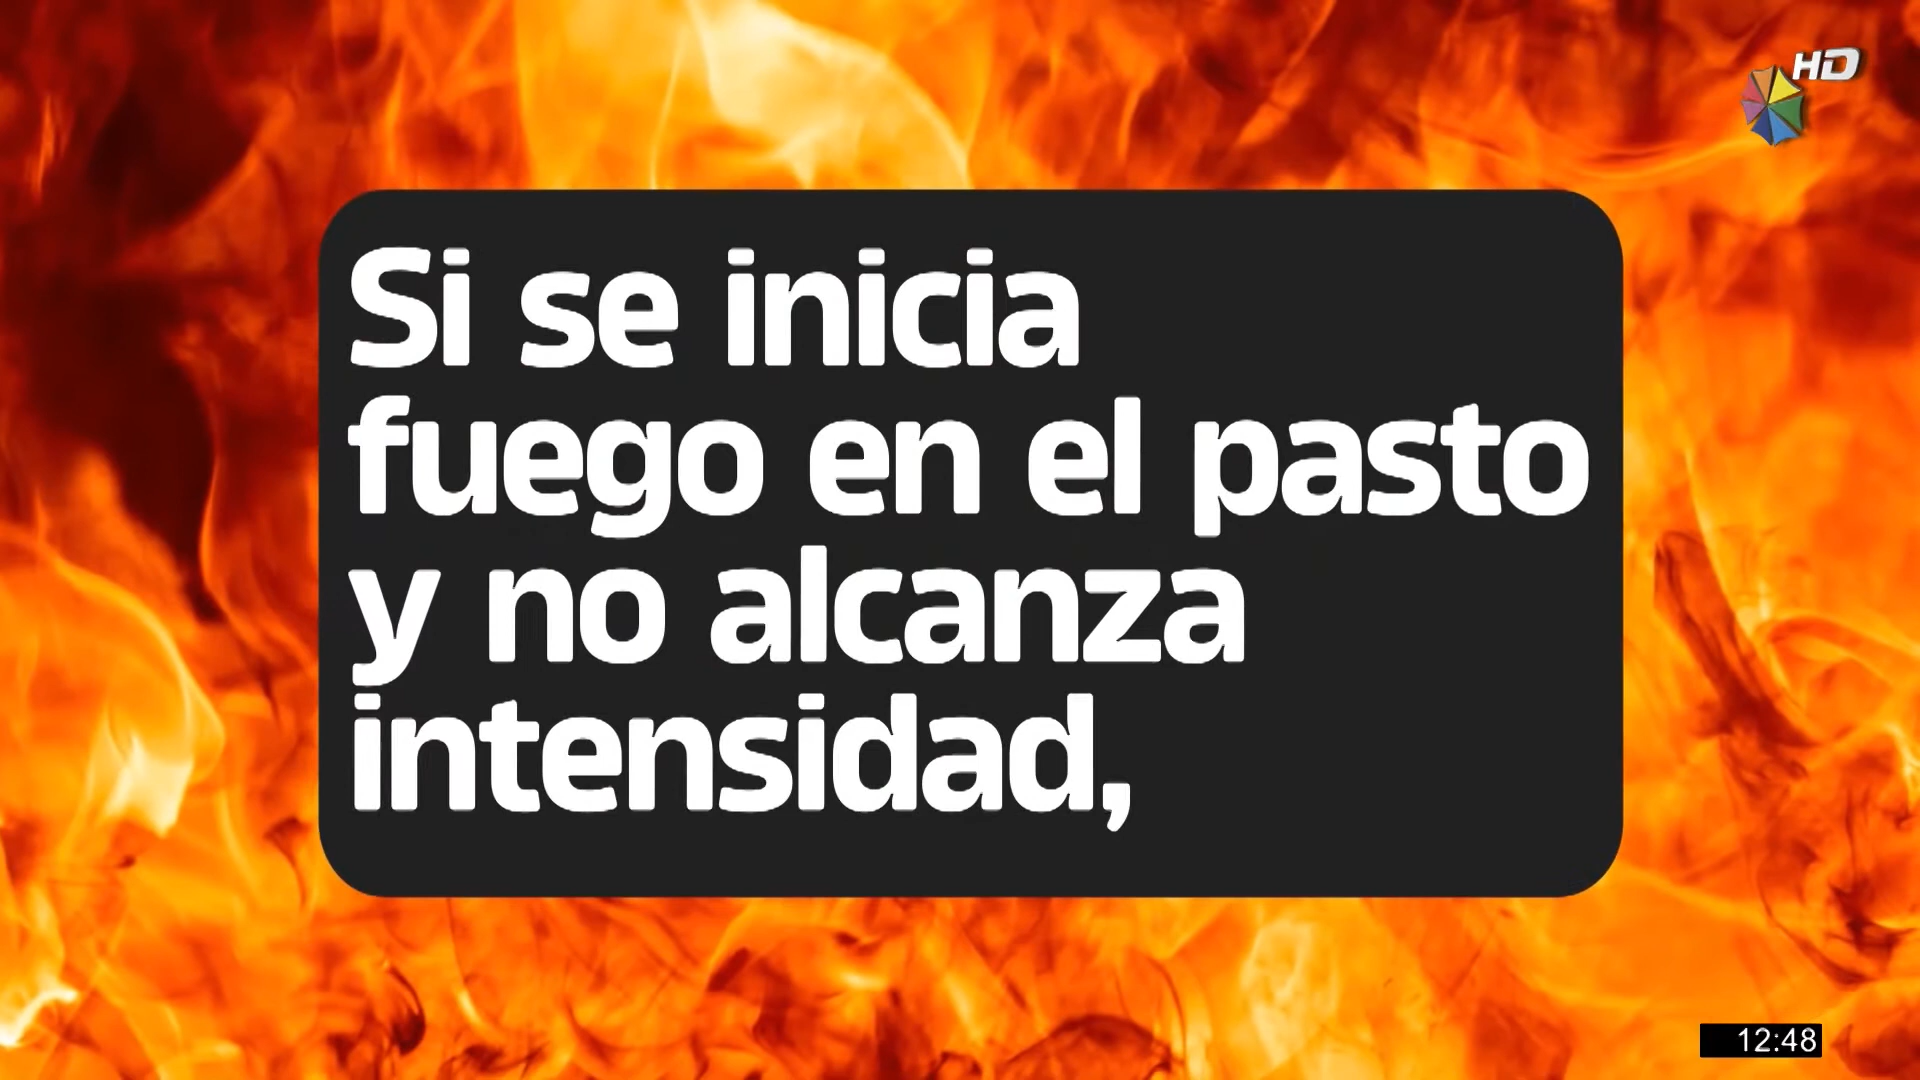 HD
Si se inicia
fuego en el pasto
y no alcanza
intensidad,
12:48